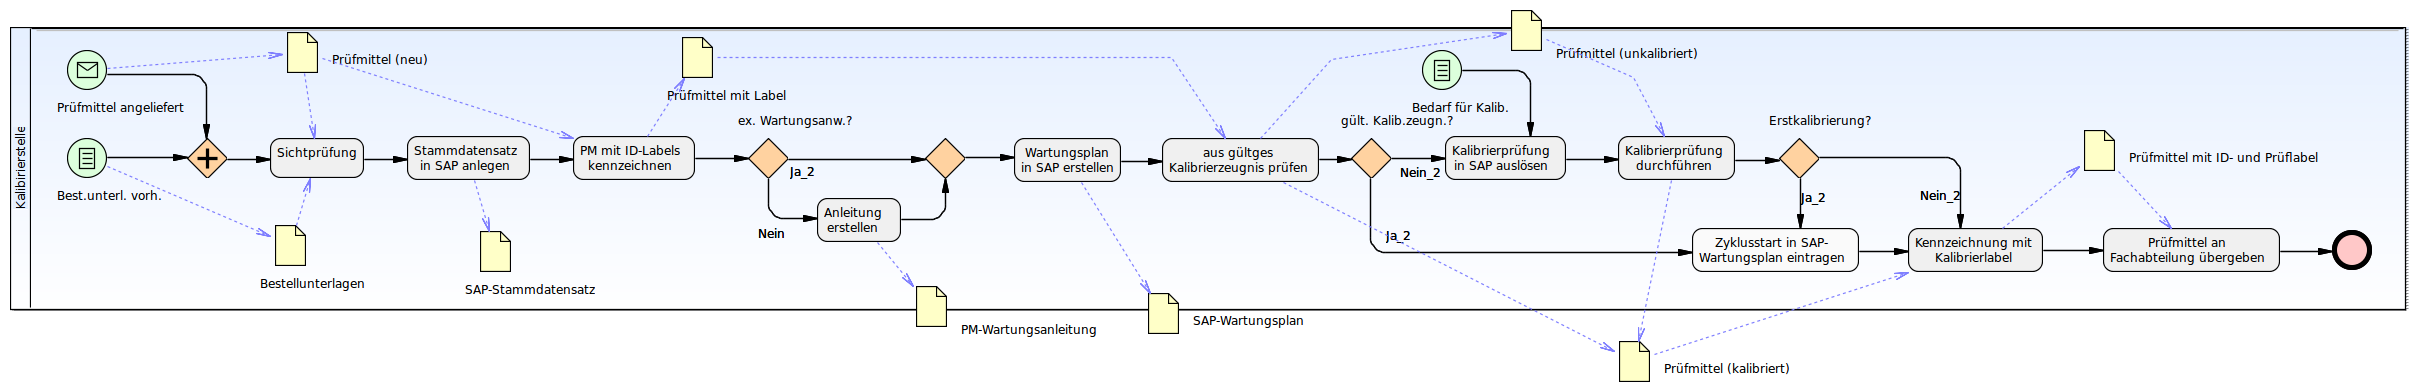 Kalibirierstelle
Prüfmittel angeliefert
Best.unterl. vorh.
Prüfmittel (neu)
Sichtprüfung
Bestellunterlagen
Stammdatensatz
in SAP anlegen
SAP-Stammdatensatz
PM mit ID-Labels
kennzeichnen
Prüfmittel mit Label
ex. Wartungsanw.?
Ja_2
Nein
Anleitung
erstellen
PM-Wartungsanleitung
Wartungsplan
in SAP erstellen
SAP-Wartungsplan
aus gültges
Kalibrierzeugnis prüfen
gült. Kalib.zeugn.?
Nein_2
Ja_2
Bedarf für Kalib.
Kalibrierprüfung
in SAP auslösen
Prüfmittel (unkalibriert)
Kalibrierprüfung
durchführen
Prüfmittel (kalibriert)
Erstkalibrierung?
Ja_2
Nein_2
Zyklusstart in SAP-
Wartungsplan eintragen
Kennzeichnung mit
Kalibrierlabel
Prüfmittel mit ID- und Prüflabel
Prüfmittel an
Fachabteilung übergeben